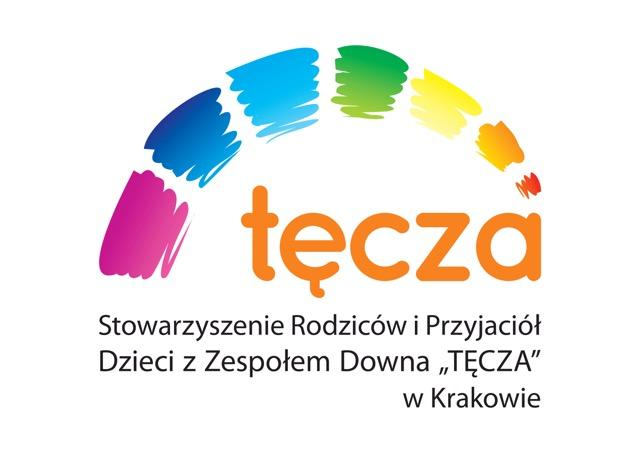 tęcza
Stowarzyszenie Rodziców i Przyjaciół
Dzieci z Zespołem Downa „TĘCZA”
w Krakowie